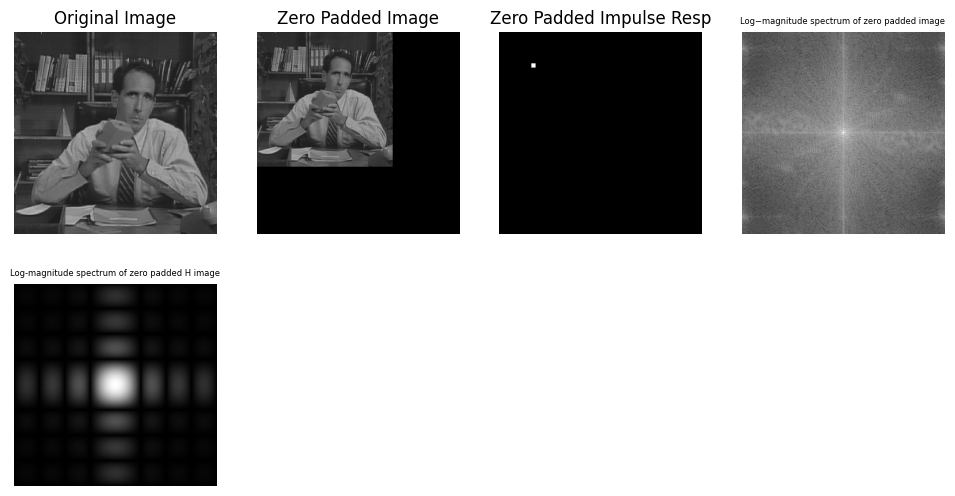 Original Image
Zero Padded Image
Zero Padded Impulse Resp
Log−magnitude spectrum of zero padded image
Log-magnitude spectrum of zero padded H image